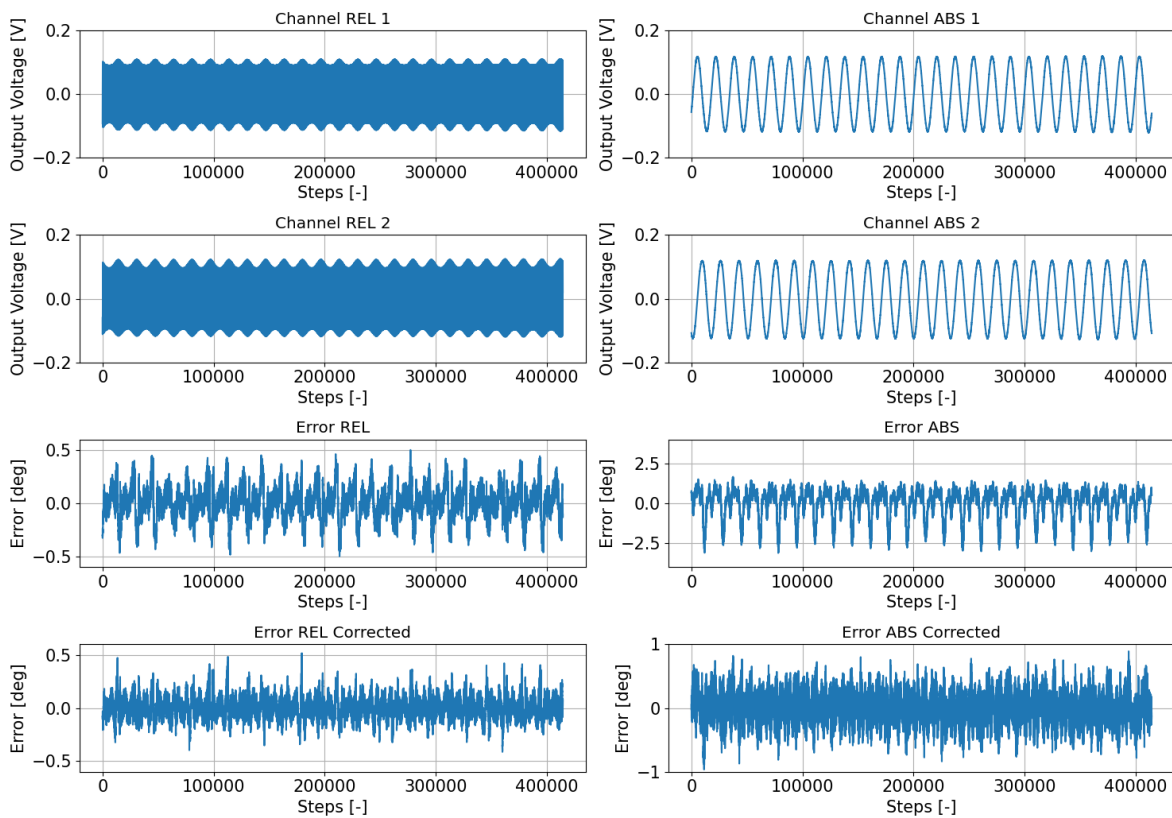 Channel REL 1
Output Voltage [V]
0.2
0.0
−0.2
0 100000 200000 300000 400000
Steps [-]
Channel ABS 1
Output Voltage [V]
0.2
0.0
−0.2
0 100000 200000 300000 400000
Steps [-]
Channel REL 2
Output Voltage [V]
0.2
0.0
−0.2
0 100000 200000 300000 400000
Steps [-]
Channel ABS 2
Output Voltage [V]
0.2
0.0
−0.2
0 100000 200000 300000 400000
Steps [-]
Error REL
Error [deg]
0.5
0.0
−0.5
0 100000 200000 300000 400000
Steps [-]
Error ABS
Error [deg]
2.5
0.0
−2.5
0 100000 200000 300000 400000
Steps [-]
Error REL Corrected
Error [deg]
0.5
0.0
−0.5
0 100000 200000 300000 400000
Steps [-]
Error ABS Corrected
Error [deg]
1
0
−1
0 100000 200000 300000 400000
Steps [-]